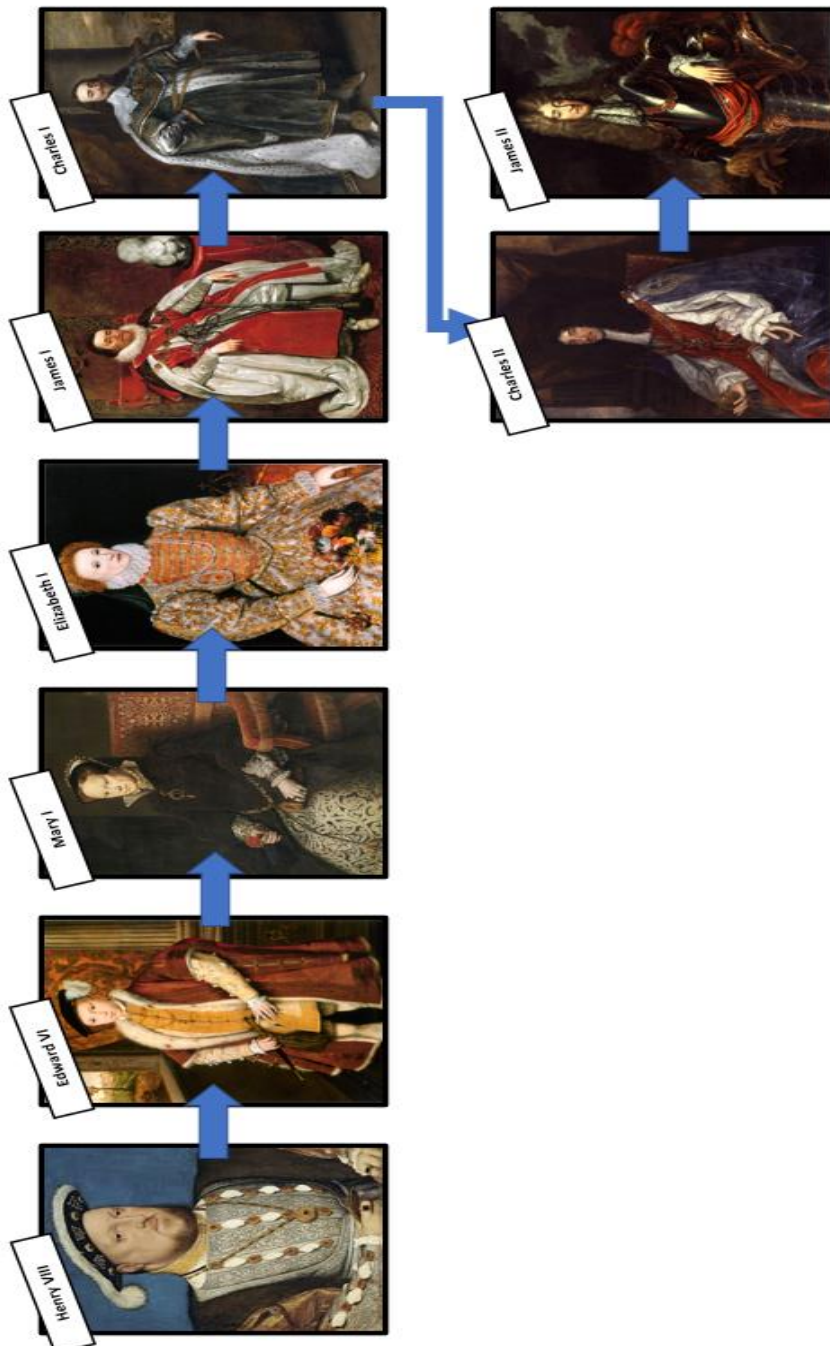 Henry VIII
Edward VI
Mary I
Elizabeth I
James I
Charles I
Charles II
James II